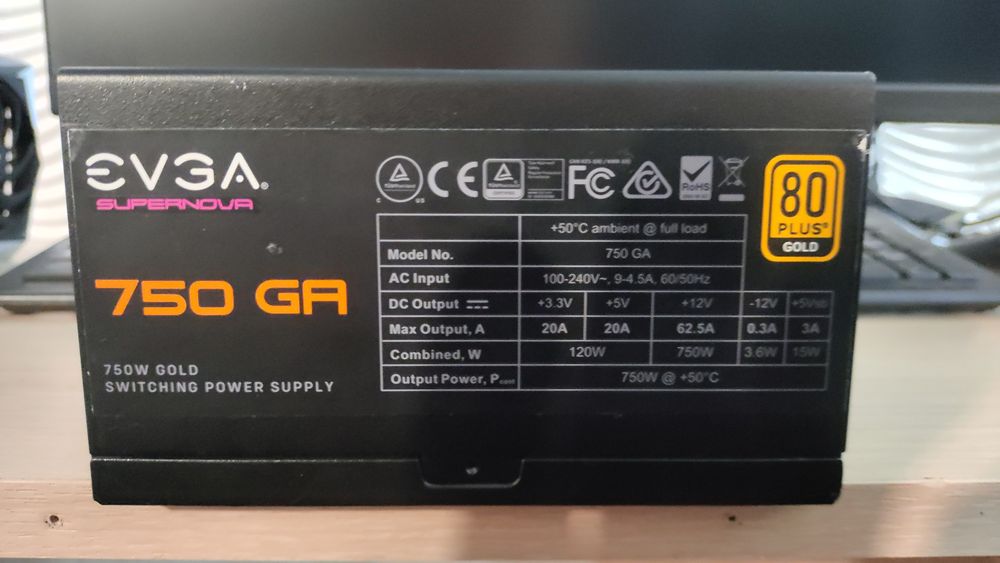 EVGA®
SUPERNOVA
750 GA
750W GOLD
SWITCHING POWER SUPPLY
C US
CE
FC
RoHS
80
PLUS®
GOLD
+50°C ambient @ full load
Model No. 750 GA
AC Input 100-240V~, 9-4.5A, 60/50Hz
DC Output +3.3V +5V +12V -12V +5Vsb
Max Output, A 20A 20A 62.5A 0.3A 3A
Combined, W 120W 750W 3.6W 15W
Output Power, Pcont 750W @ +50°C